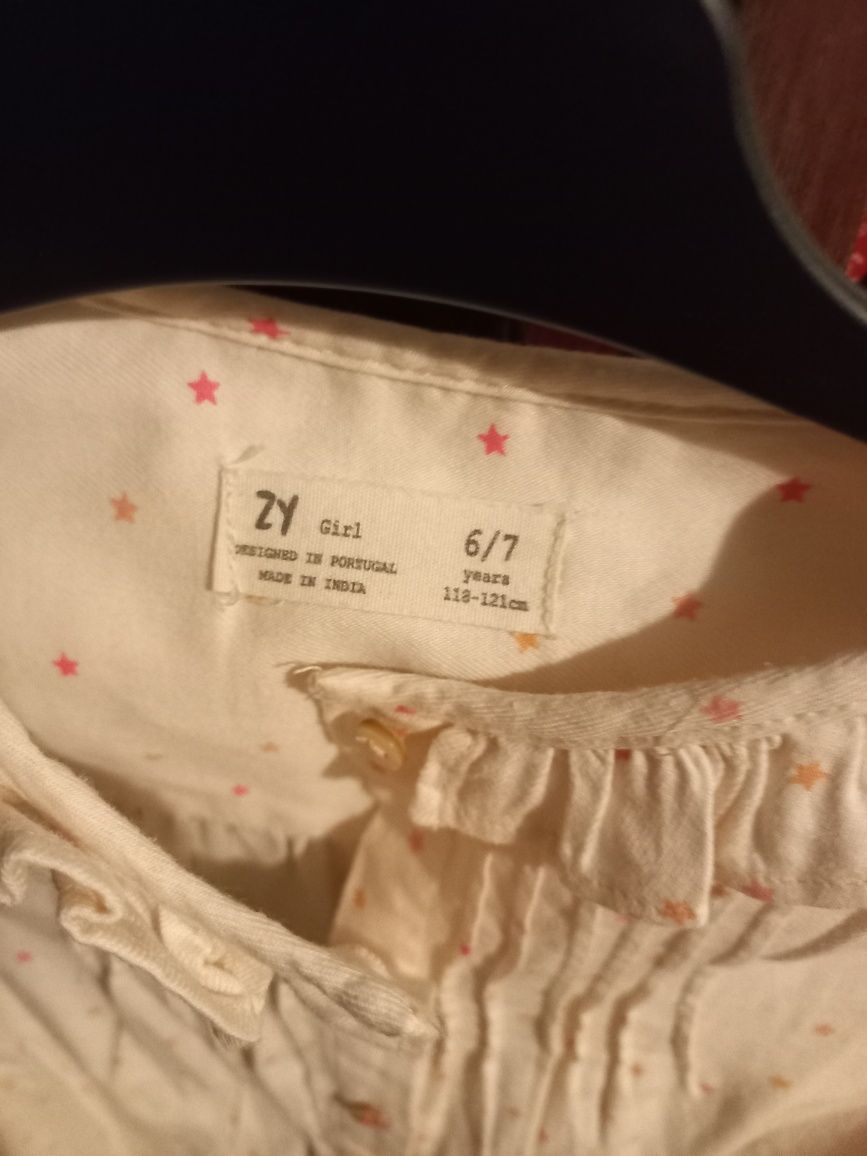 ZY Girl
DESIGNED IN PORTUGAL
MADE IN INDIA
6/7
years
118-121cm